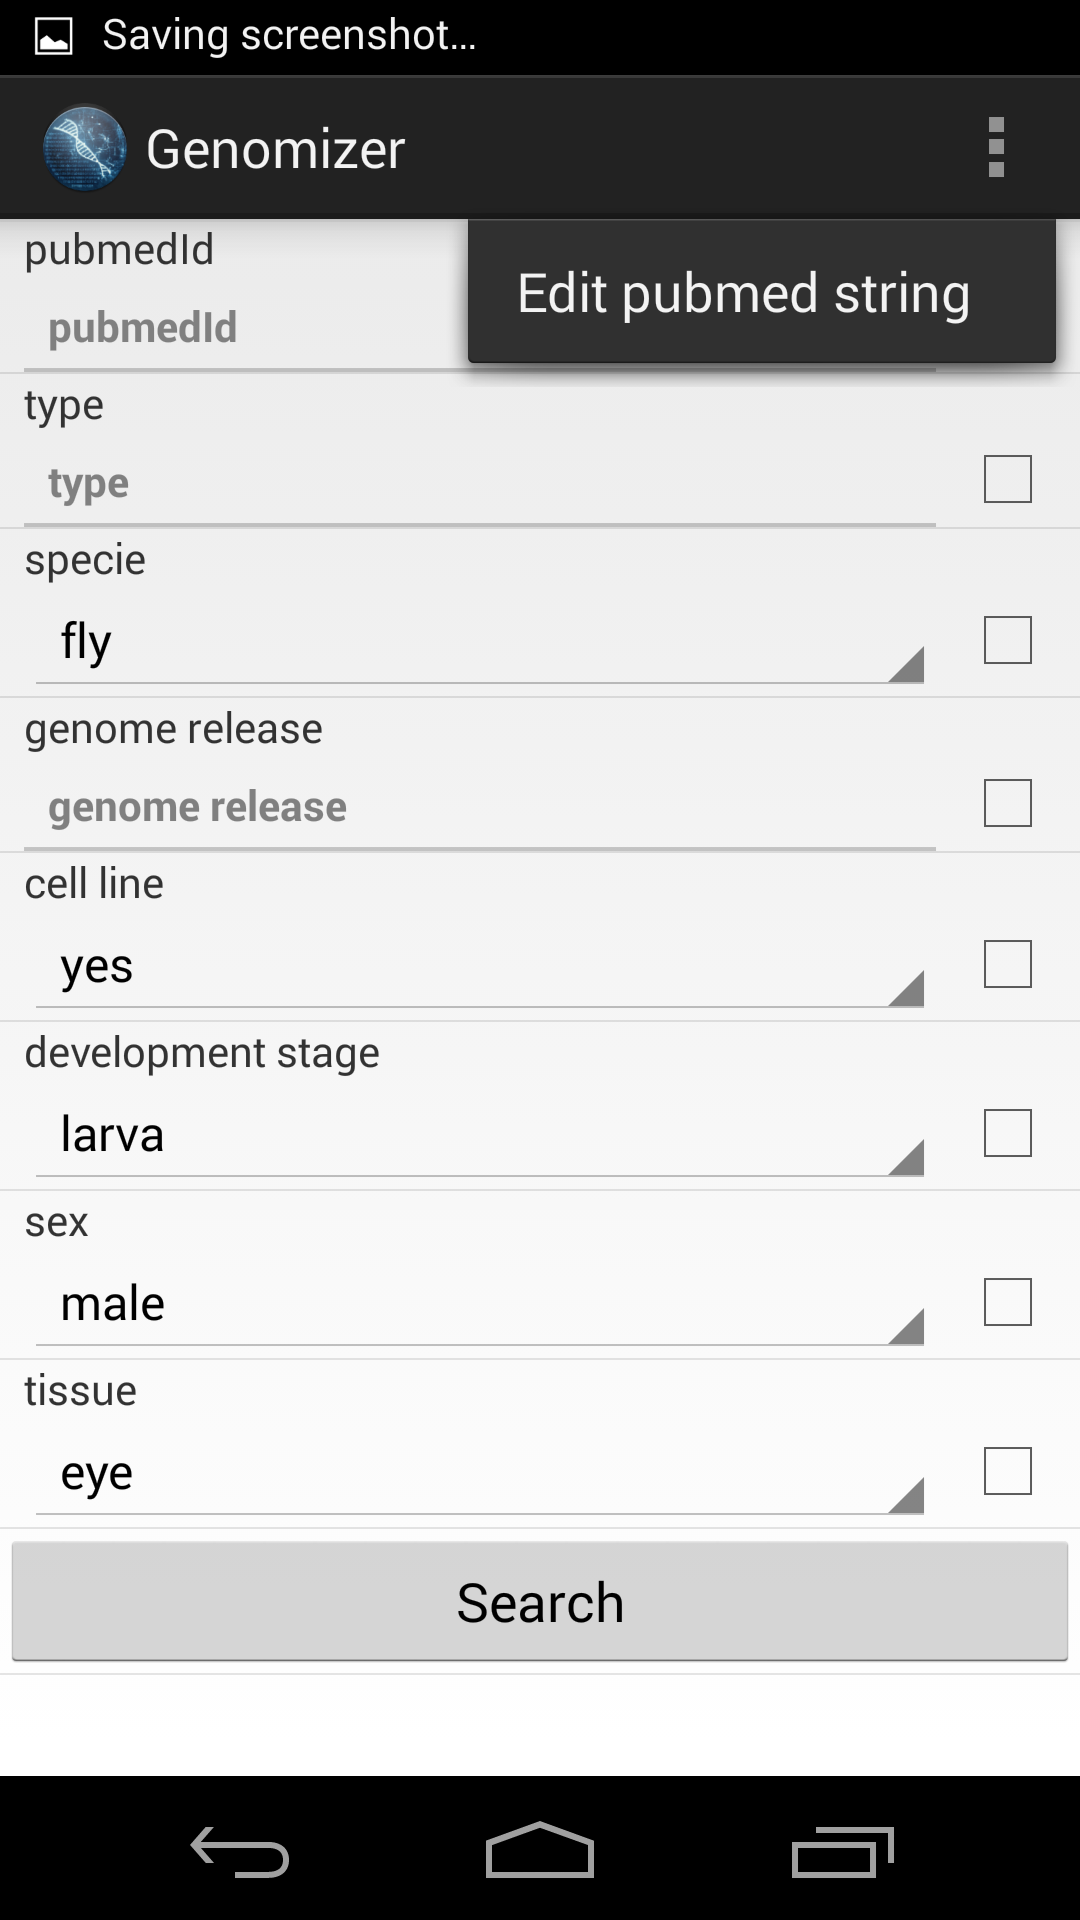 Saving screenshot...
Genomizer
pubmedId
Edit pubmed string
pubmedId
type
type
specie
fly
genome release
genome release
cell line
yes
development stage
larva
sex
male
tissue
eye
Search